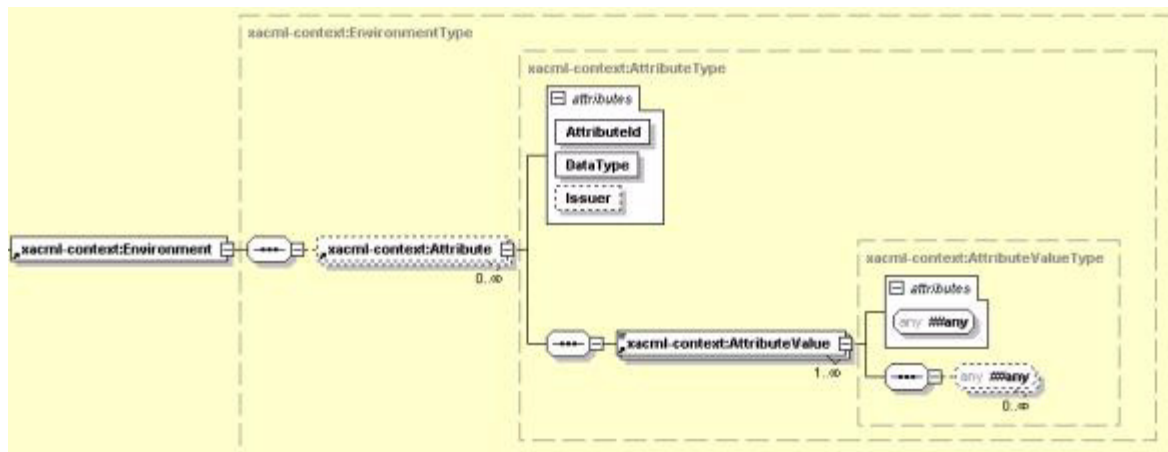 xacml-context:EnvironmentType
xacml-context:AttributeType
attributes
AttributeId
DataType
Issuer
xacml-context:Environment
xacml-context:Attribute
0..∞
xacml-context:AttributeValueType
attributes
any ##any
xacml-context:AttributeValue
1..∞
any ##any
0..∞